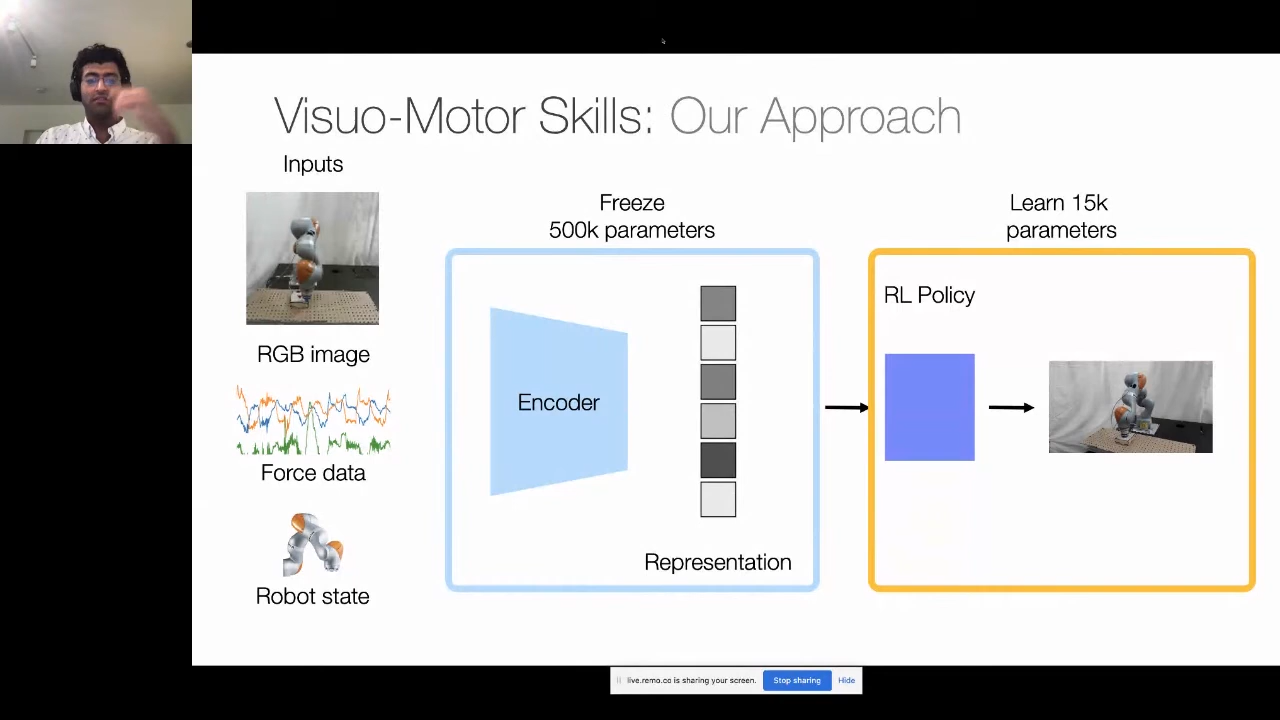 Visuo-Motor Skills: Our Approach
Inputs
RGB image
Force data
Robot state
Freeze
500k parameters
Encoder
Representation
Learn 15k
parameters
RL Policy
live.remo.co is sharing your screen.
Stop sharing
Hide